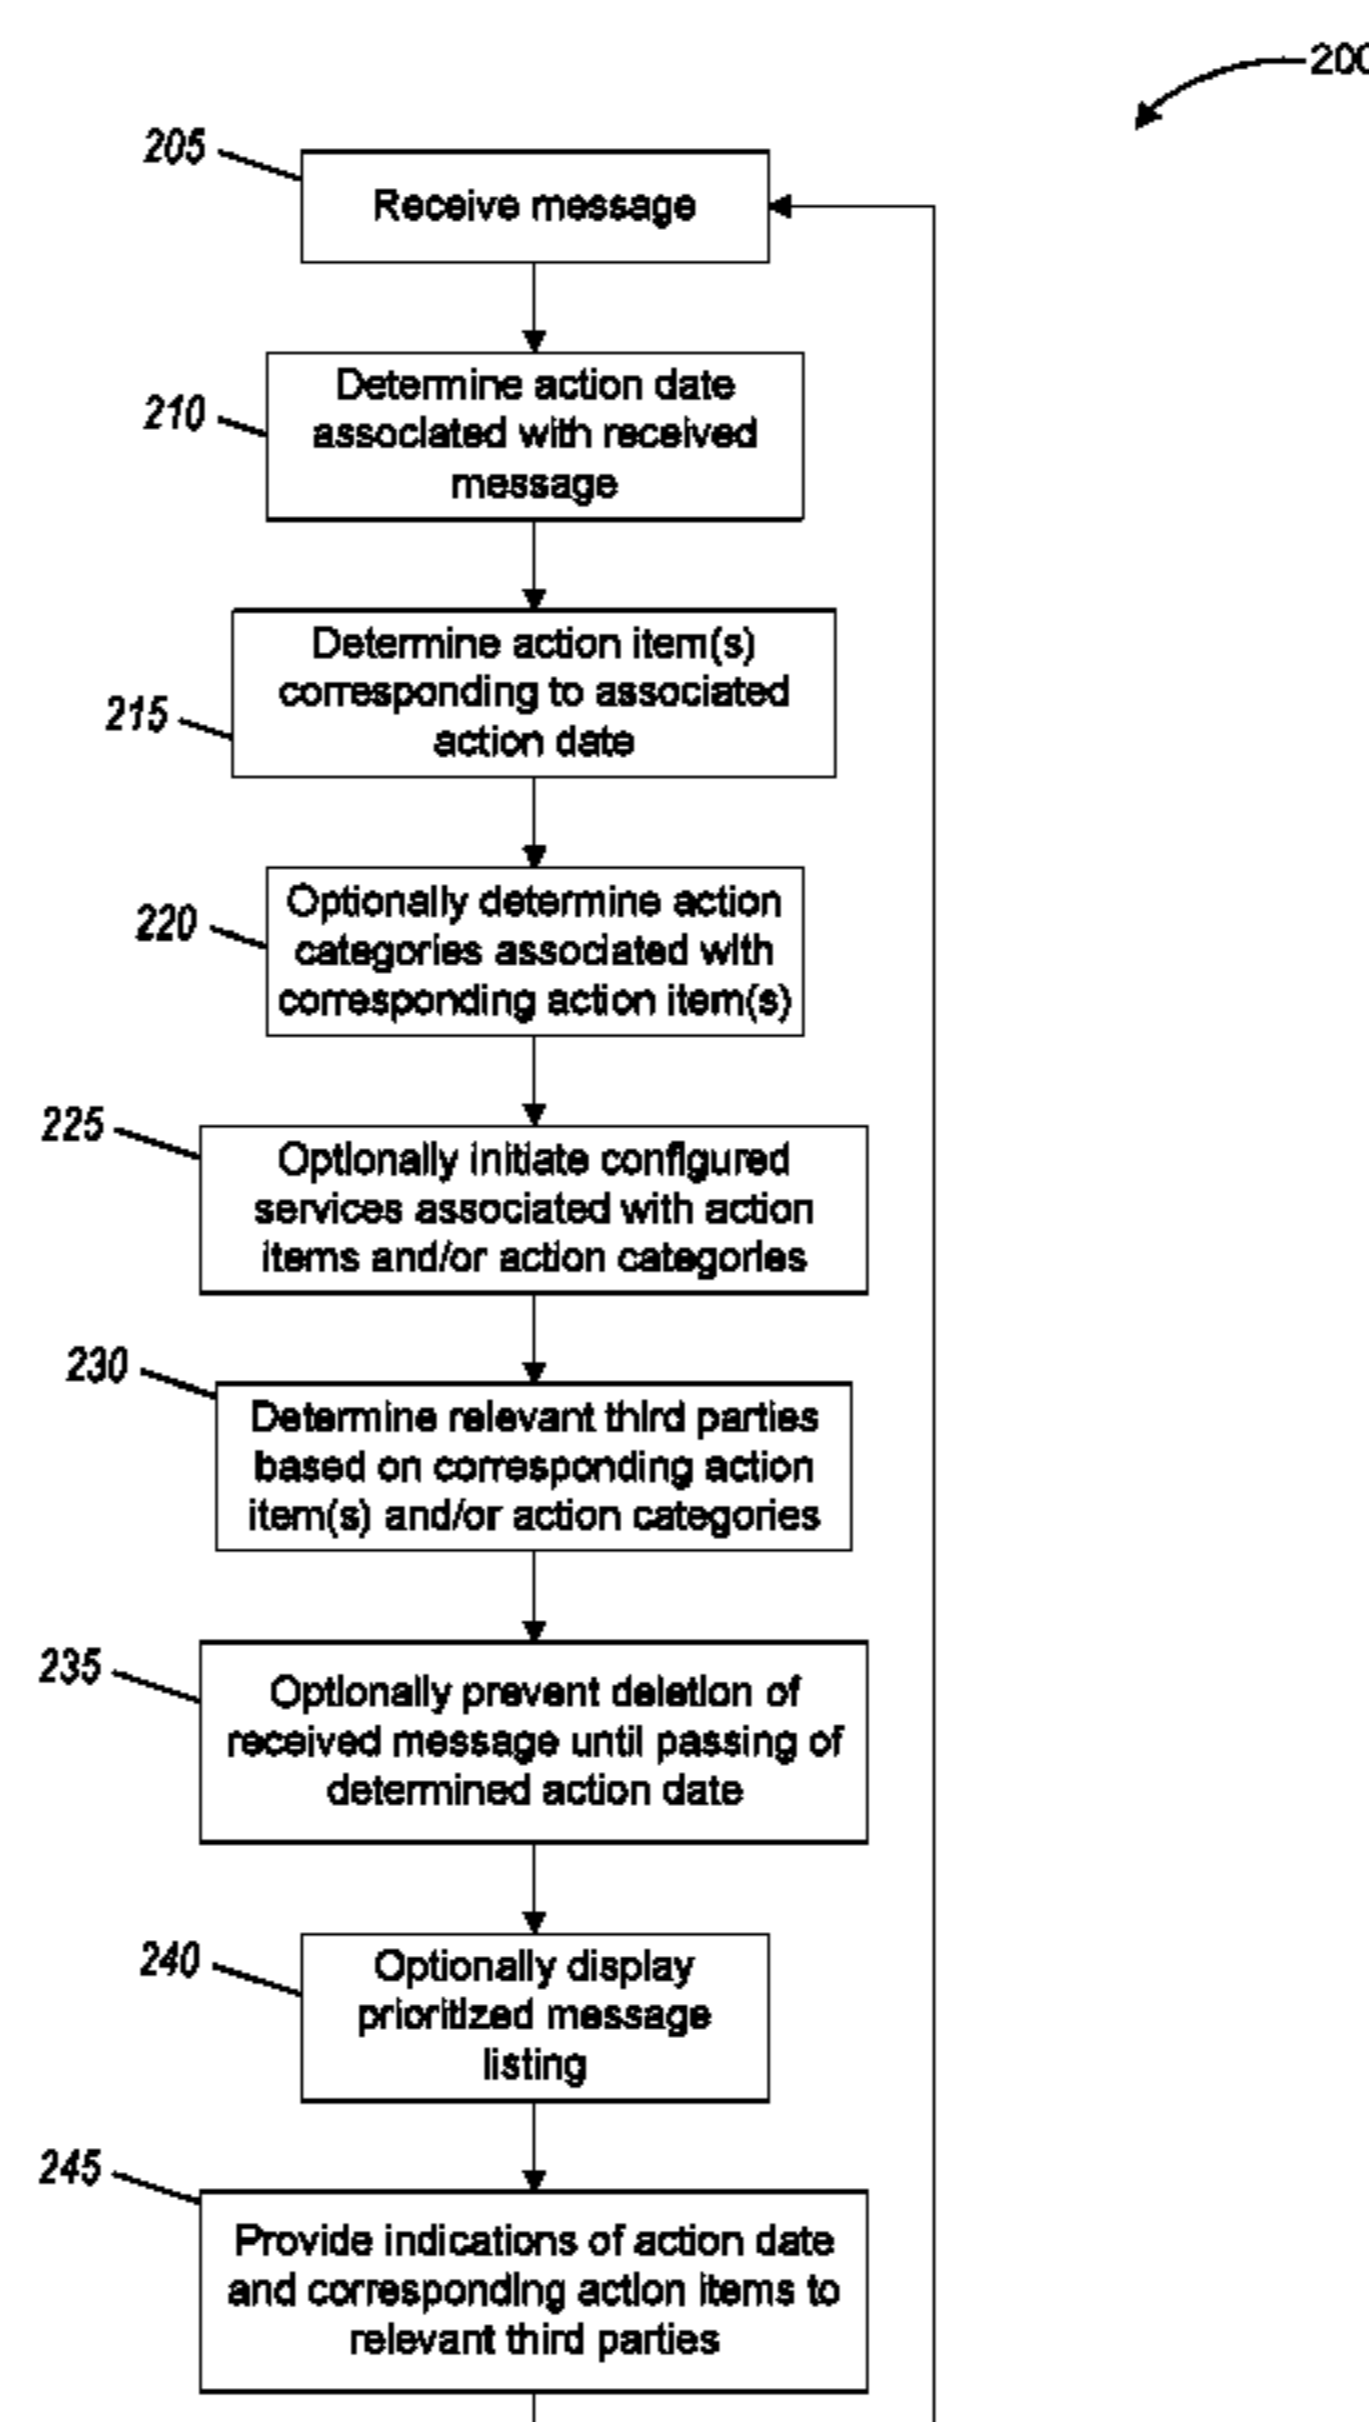 200
205
Receive message
210
Determine action date
associated with received
message
215
Determine action item(s)
corresponding to associated
action date
220
Optionally determine action
categories associated with
corresponding action item(s)
225
Optionally initiate configured
services associated with action
items and/or action categories
230
Determine relevant third parties
based on corresponding action
item(s) and/or action categories
235
Optionally prevent deletion of
received message until passing of
determined action date
240
Optionally display
prioritized message
listing
245
Provide indications of action date
and corresponding action items to
relevant third parties